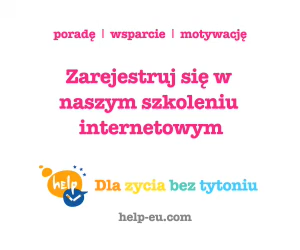 poradę | wsparcie | motywację
Zarejestruj się w
naszym szkoleniu
internetowym
help
Dla zycia bez tytoniu
help-eu.com